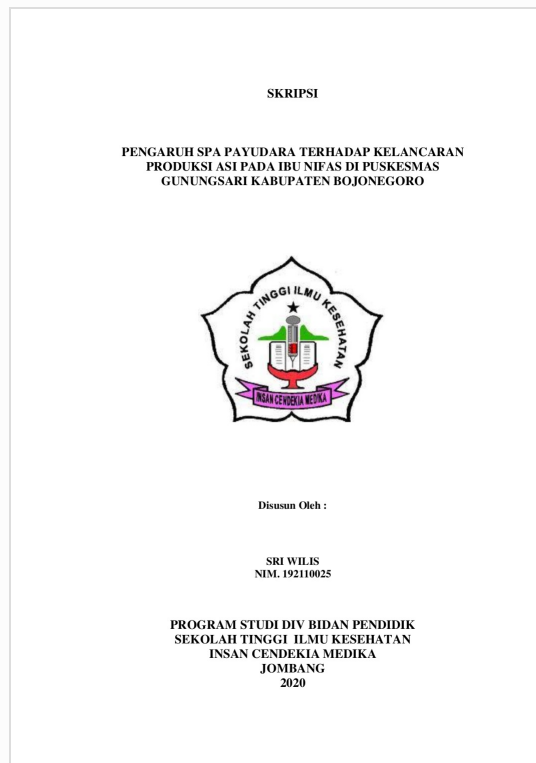 SKRIPSI
PENGARUH SPA PAYUDARA TERHADAP KELANCARAN
PRODUKSI ASI PADA IBU NIFAS DI PUSKESMAS
GUNUNGSARI KABUPATEN BOJONEGORO
SEKOLAH TINGGI ILMU KESEHATAN
INSAN CENDEKIA MEDIKA
Disusun Oleh :
SRI WILIS
NIM. 192110025
PROGRAM STUDI DIV BIDAN PENDIDIK
SEKOLAH TINGGI ILMU KESEHATAN
INSAN CENDEKIA MEDIKA
JOMBANG
2020